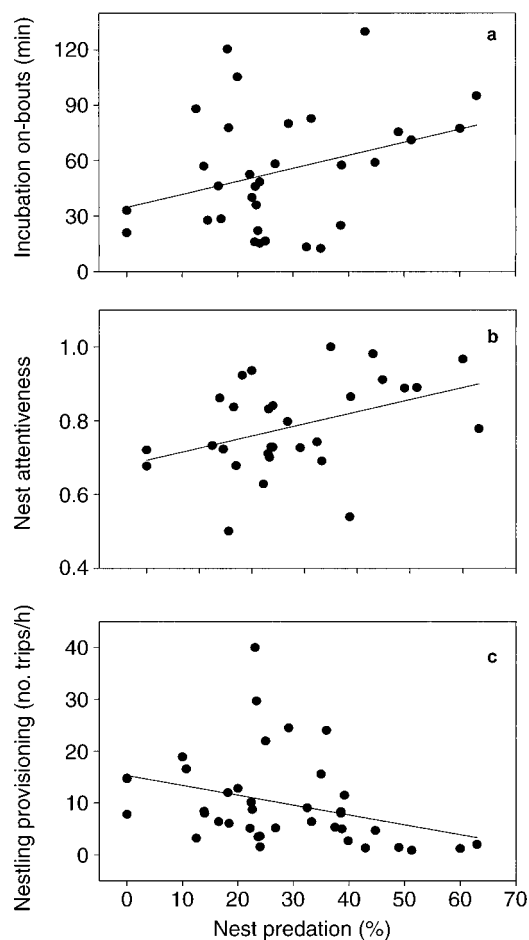 a
Incubation on-bouts (min)
120
90
60
30
0
b
Nest attentiveness
1.0
0.8
0.6
0.4
c
Nestling provisioning (no. trips/h)
40
30
20
10
0
0 10 20 30 40 50 60 70
Nest predation (%)